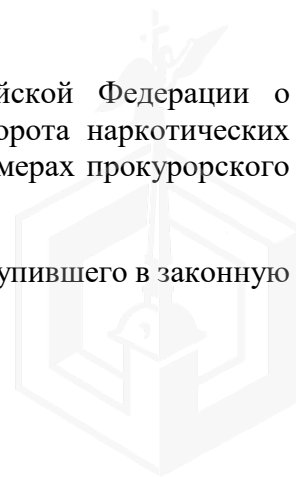 йской Федерации о
орота наркотических
мерах прокурорского
упившего в законную